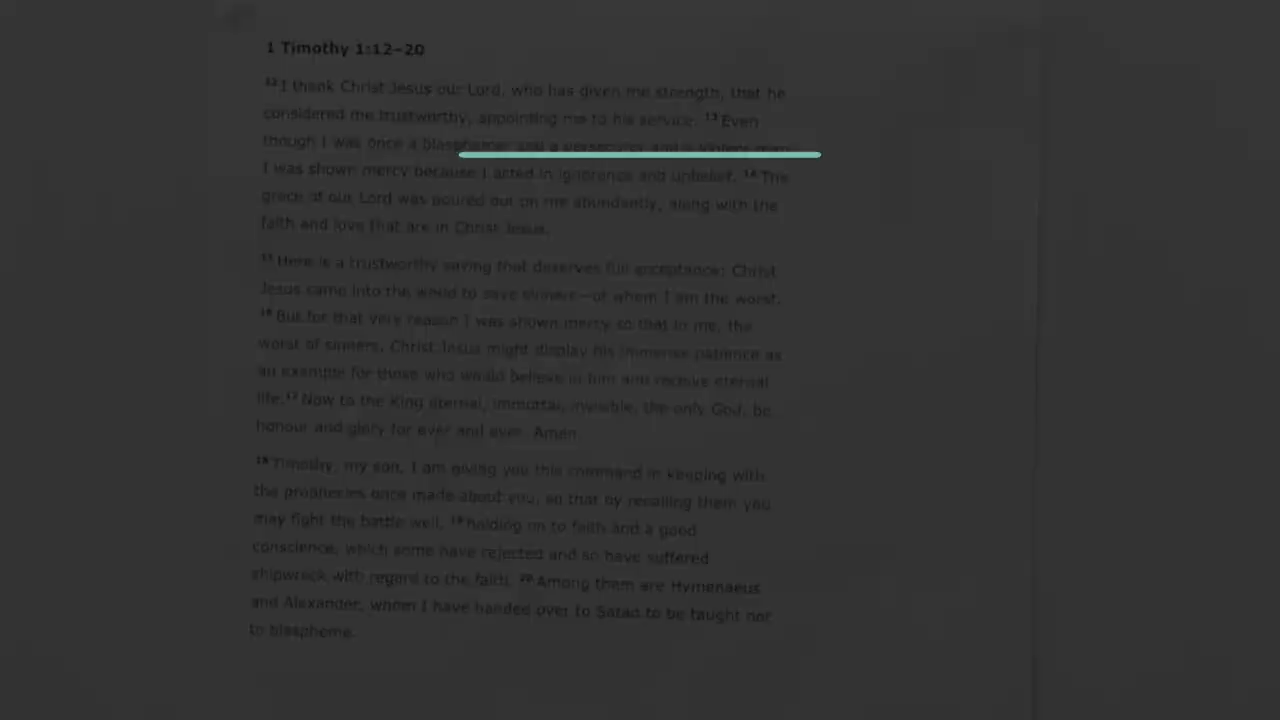 1 Timothy 1:12–20
12 I thank Christ Jesus our Lord, who has given me strength, that he
considered me trustworthy, appointing me to his service. 13 Even
though I was once a blasphemer and a persecutor and a violent man,
I was shown mercy because I acted in ignorance and unbelief. 14 The
grace of our Lord was poured out on me abundantly, along with the
faith and love that are in Christ Jesus.
15 Here is a trustworthy saying that deserves full acceptance: Christ
Jesus came into the world to save sinners—of whom I am the worst.
16 But for that very reason I was shown mercy so that in me, the
worst of sinners, Christ Jesus might display his immense patience as
an example for those who would believe in him and receive eternal
life. 17 Now to the King eternal, immortal, invisible, the only God, be
honour and glory for ever and ever. Amen.
18 Timothy, my son, I am giving you this command in keeping with
the prophecies once made about you, so that by recalling them you
may fight the battle well, 19 holding on to faith and a good
conscience, which some have rejected and so have suffered
shipwreck with regard to the faith. 20 Among them are Hymenaeus
and Alexander, whom I have handed over to Satan to be taught not
to blaspheme.